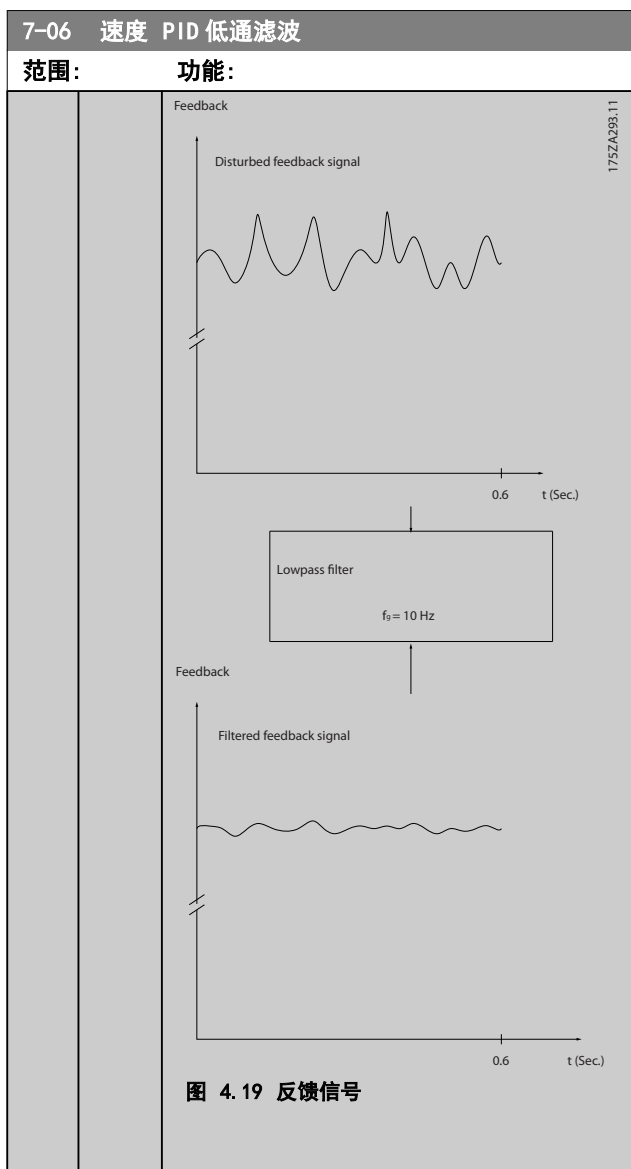 7-06 速度 PID 低通滤波
范围: 功能:
Feedback
175ZA293.11
Disturbed feedback signal
0.6 t (Sec.)
Lowpass filter
fg = 10 Hz
Feedback
Filtered feedback signal
0.6 t (Sec.)
图 4.19 反馈信号